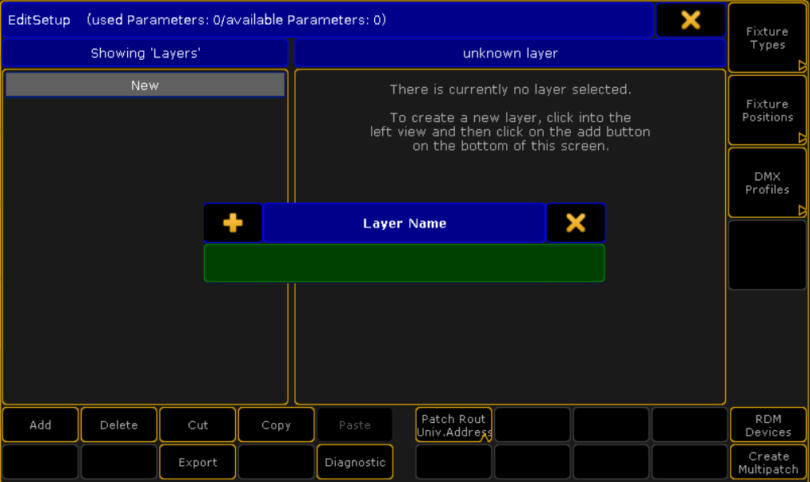 EditSetup (used Parameters: 0/available Parameters: 0)
Showing 'Layers'
unknown layer
New
There is currently no layer selected.
To create a new layer, click into the
left view and then click on the add button
on the bottom of this screen.
Layer Name
Fixture
Types
Fixture
Positions
DMX
Profiles
Add
Delete
Cut
Copy
Paste
Patch Rout
Univ.Address
RDM
Devices
Export
Diagnostic
Create
Multipatch